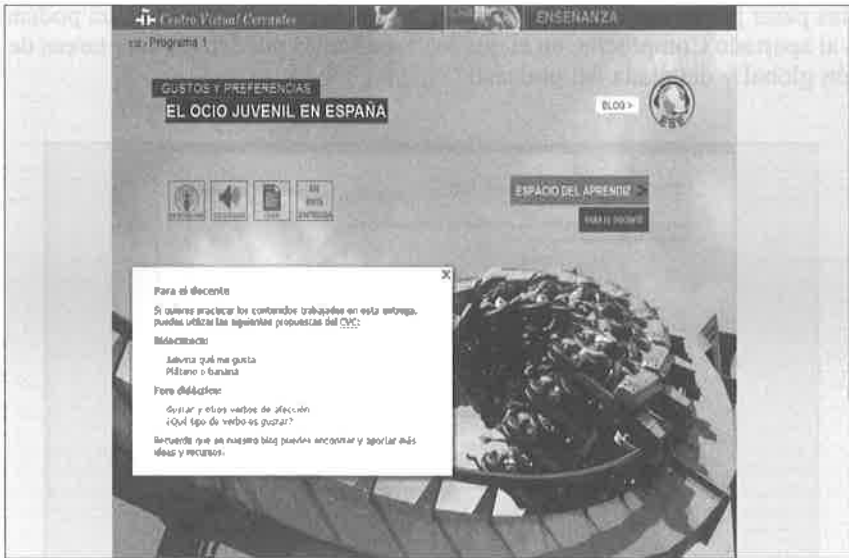 Centro Virtual Cervantes
ENSEÑANZA
Programa 1
GUSTOS Y PREFERENCIAS
EL OCIO JUVENIL EN ESPAÑA
BLOG >
ESE
ESPACIO DEL APRENDIZ >
X
Para el docente
Si quieres practicar los contenidos trabajados en esta entrega,
puedes utilizar las siguientes propuestas del CVC:
Didactiteca:
Adivina qué me gusta
Plátano o banana
Foro didáctico:
Gustar y otros verbos de afección
¿Qué tipo de verbo es gustar?
Recuerda que en nuestro blog puedes encontrar y aportar más
ideas y recursos.